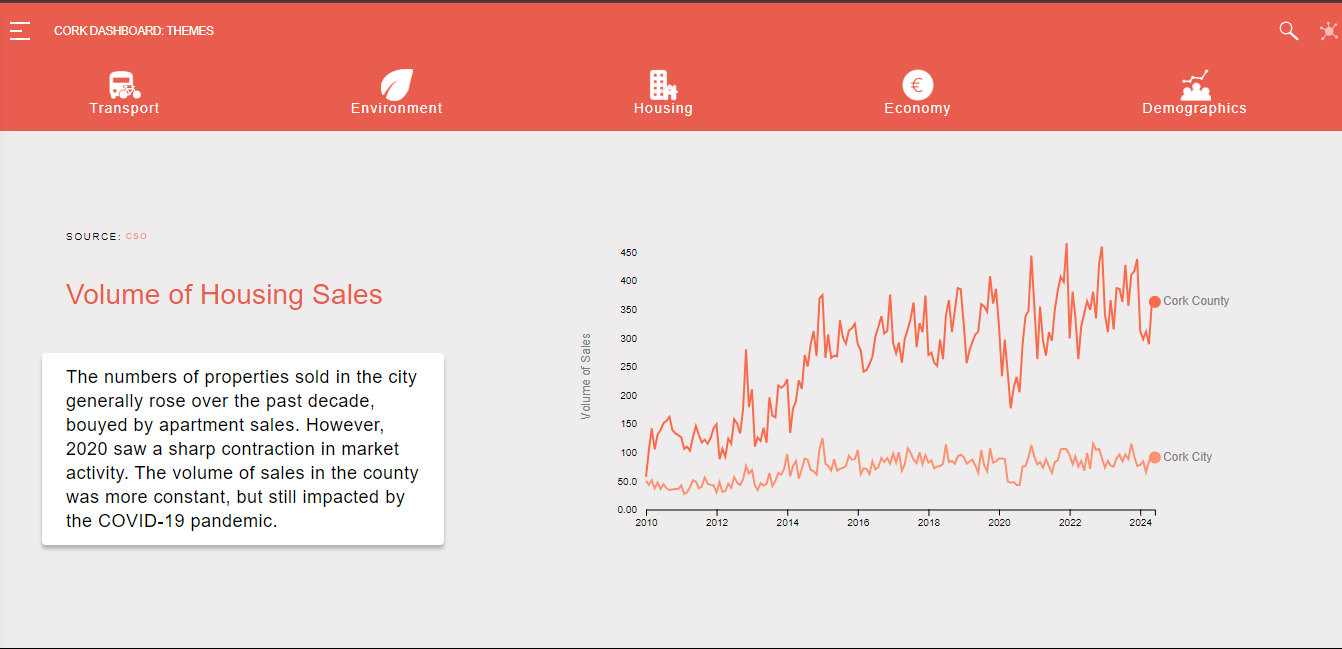 CORK DASHBOARD: THEMES
Transport
Environment
Housing
€
Economy
Demographics
SOURCE: CSO
Volume of Housing Sales
The numbers of properties sold in the city
generally rose over the past decade,
bouyed by apartment sales. However,
2020 saw a sharp contraction in market
activity. The volume of sales in the county
was more constant, but still impacted by
the COVID-19 pandemic.
Volume of Sales
450
400
350
300
250
200
150
100
50.0
0.00
2010
2012
2014
2016
2018
2020
2022
2024
Cork County
Cork City